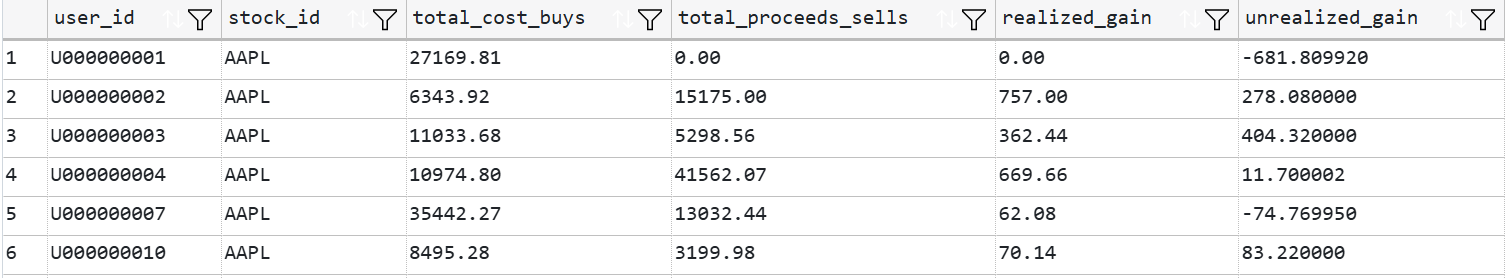 user_id stock_id total_cost_buys total_proceeds_sells realized_gain unrealized_gain
1 U000000001 AAPL 27169.81 0.00 0.00 -681.809920
2 U000000002 AAPL 6343.92 15175.00 757.00 278.080000
3 U000000003 AAPL 11033.68 5298.56 362.44 404.320000
4 U000000004 AAPL 10974.80 41562.07 669.66 11.700002
5 U000000007 AAPL 35442.27 13032.44 62.08 -74.769950
6 U000000010 AAPL 8495.28 3199.98 70.14 83.220000